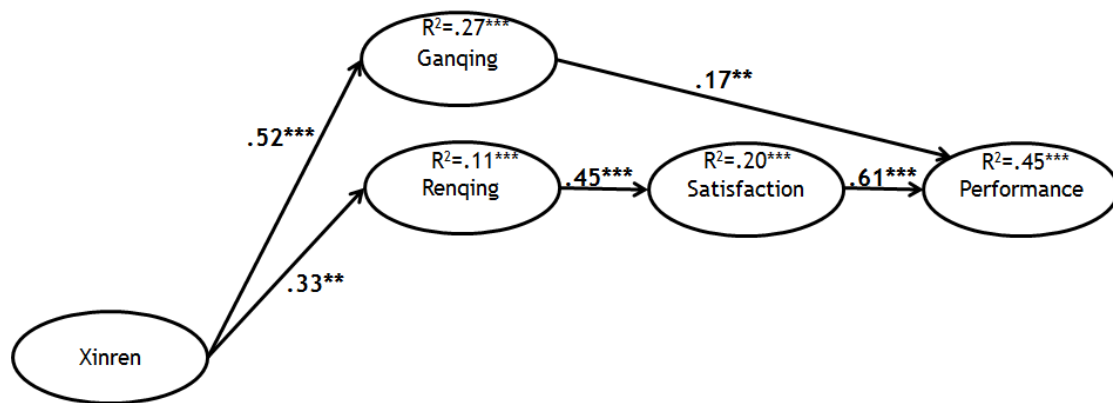 R²=.27***
Ganqing
.17**
.52***
R²=.11***
Renqing
.45***
R²=.20***
Satisfaction
.61***
R²=.45***
Performance
.33**
Xinren